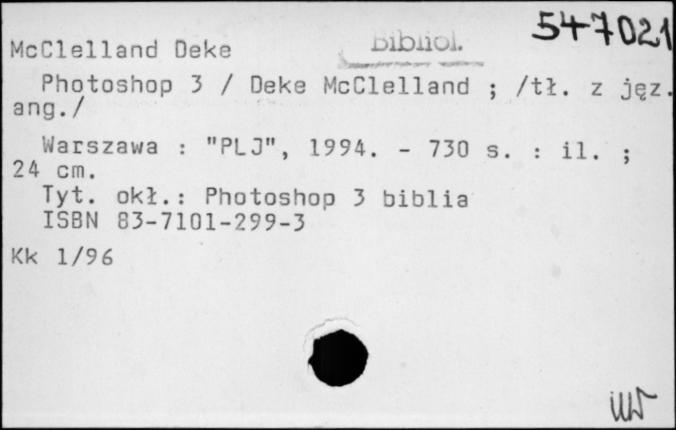 547021
Bibliol.
McClelland Deke
Photoshop 3 / Deke McClelland ; /tł. z jęz.
ang./
Warszawa : "PLJ", 1994. - 730 s. : il. ;
24 cm.
Tyt. okł.: Photoshop 3 biblia
ISBN 83-7101-299-3
Kk 1/96